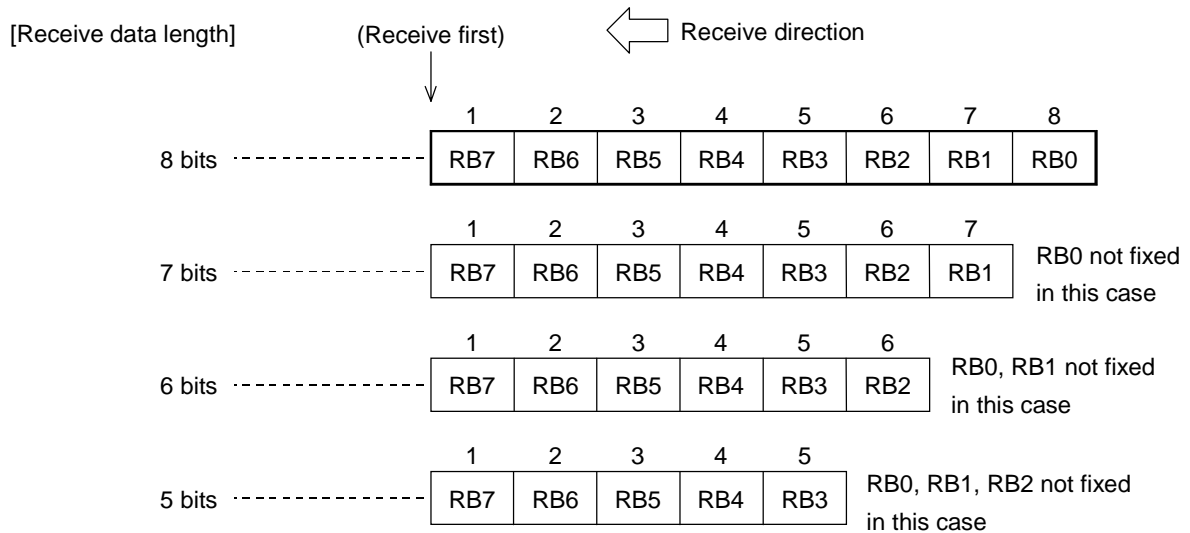 [Receive data length] (Receive first) Receive direction
1 2 3 4 5 6 7 8
8 bits RB7 RB6 RB5 RB4 RB3 RB2 RB1 RB0
1 2 3 4 5 6 7
7 bits RB7 RB6 RB5 RB4 RB3 RB2 RB1 RB0 not fixed
in this case
1 2 3 4 5 6
6 bits RB7 RB6 RB5 RB4 RB3 RB2 RB0, RB1 not fixed
in this case
1 2 3 4 5
5 bits RB7 RB6 RB5 RB4 RB3 RB0, RB1, RB2 not fixed
in this case